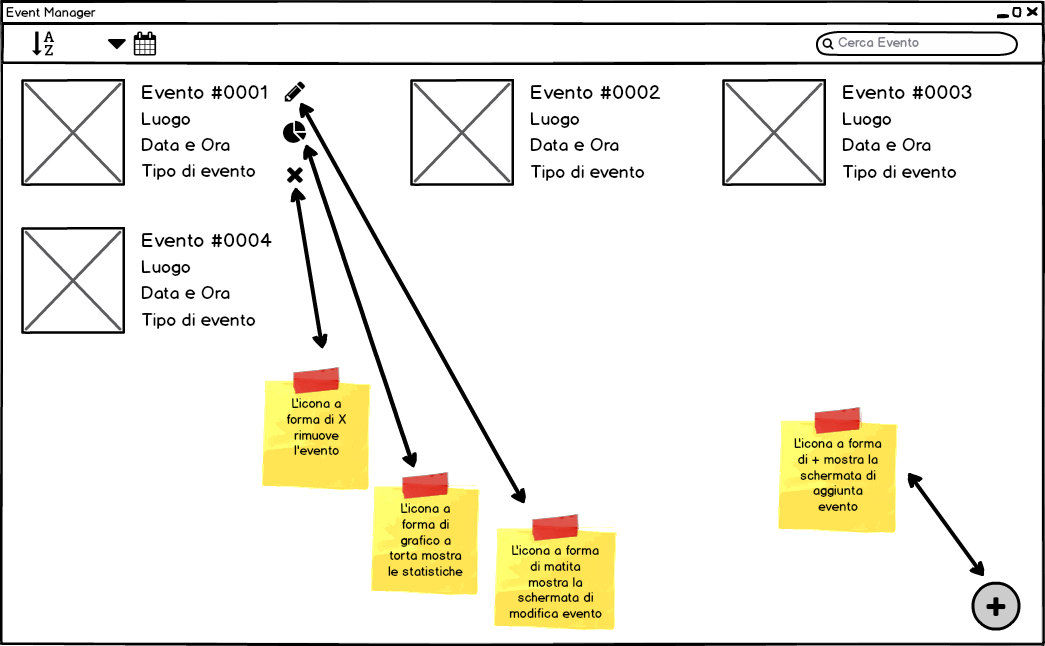 Event Manager
A
Z
Cerca Evento
Evento #0001
Luogo
Data e Ora
Tipo di evento
Evento #0002
Luogo
Data e Ora
Tipo di evento
Evento #0003
Luogo
Data e Ora
Tipo di evento
Evento #0004
Luogo
Data e Ora
Tipo di evento
L'icona a
forma di X
rimuove
l'evento
L'icona a
forma di
grafico a
torta mostra
le statistiche
L'icona a forma
di matita
mostra la
schermata di
modifica evento
L'icona a forma
di + mostra la
schermata di
aggiunta
evento